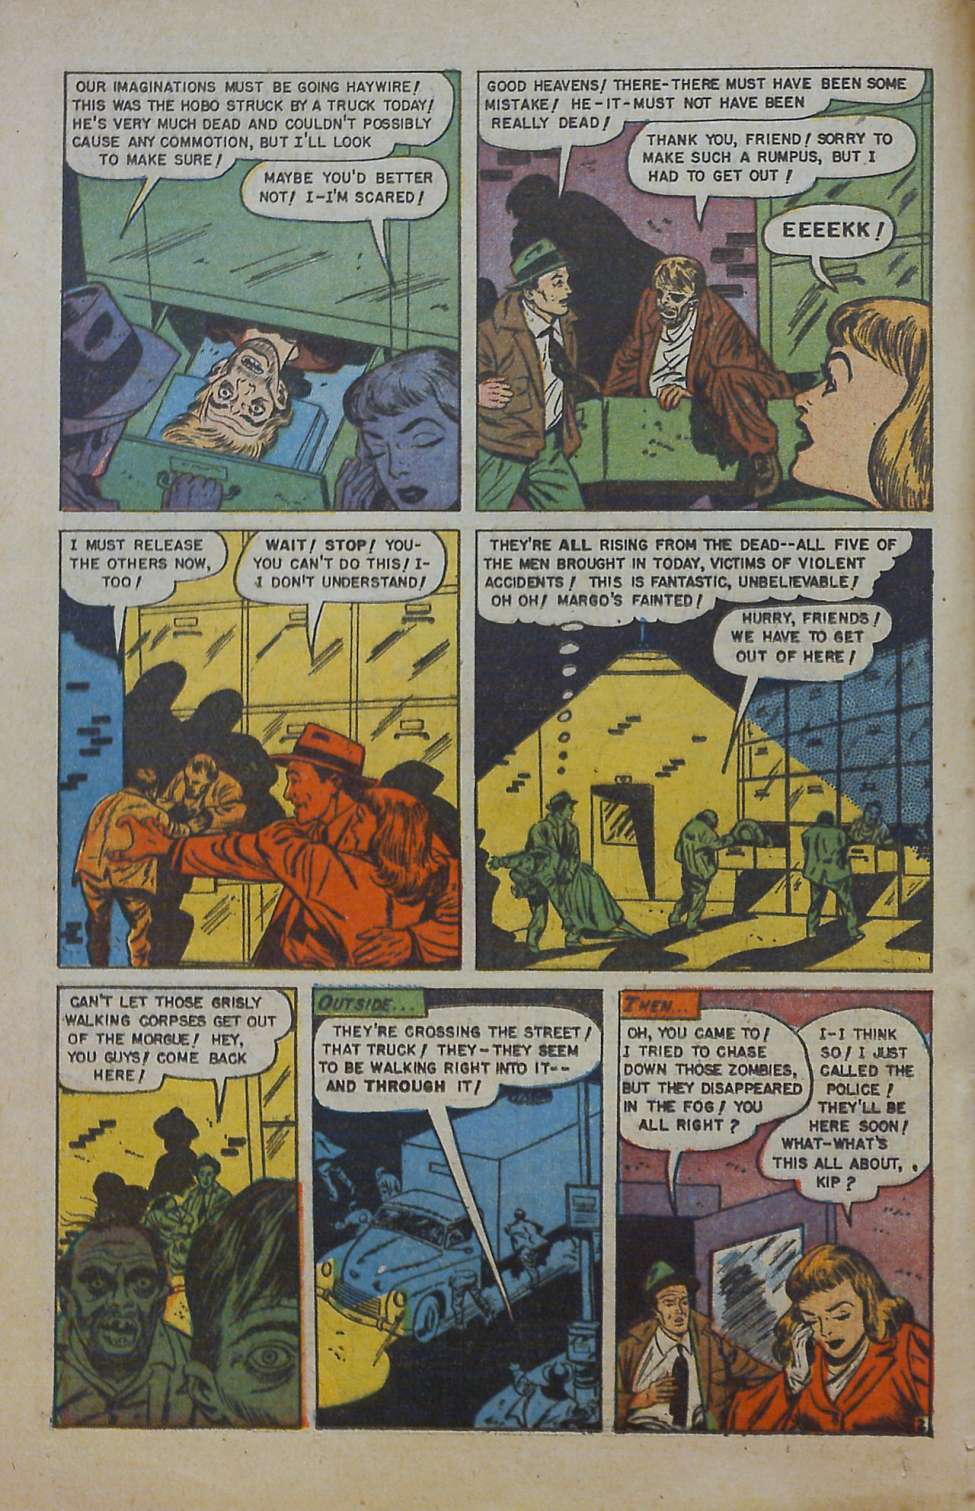 OUR IMAGINATIONS MUST BE GOING HAYWIRE!
THIS WAS THE HOBO STRUCK BY A TRUCK TODAY!
HE'S VERY MUCH DEAD AND COULDN'T POSSIBLY
CAUSE ANY COMMOTION, BUT I'LL LOOK
TO MAKE SURE!
MAYBE YOU'D BETTER
NOT! I-I'M SCARED!
GOOD HEAVENS! THERE-THERE MUST HAVE BEEN SOME
MISTAKE! HE-IT-MUST NOT HAVE BEEN
REALLY DEAD!
THANK YOU, FRIEND! SORRY TO
MAKE SUCH A RUMPUS, BUT I
HAD TO GET OUT!
EEEEKK!
I MUST RELEASE
THE OTHERS NOW,
TOO!
WAIT! STOP! YOU-
YOU CAN'T DO THIS! I-
I DON'T UNDERSTAND!
THEY'RE ALL RISING FROM THE DEAD--ALL FIVE OF
THE MEN BROUGHT IN TODAY, VICTIMS OF VIOLENT
ACCIDENTS! THIS IS FANTASTIC, UNBELIEVABLE!
OH OH! MARGO'S FAINTED!
HURRY, FRIENDS!
WE HAVE TO GET
OUT OF HERE!
CAN'T LET THOSE GRISLY
WALKING CORPSES GET OUT
OF THE MORGUE! HEY,
YOU GUYS! COME BACK
HERE!
OUTSIDE...
THEY'RE CROSSING THE STREET!
THAT TRUCK! THEY-THEY SEEM
TO BE WALKING RIGHT INTO IT--
AND THROUGH IT!
THEN...
OH, YOU CAME TO!
I TRIED TO CHASE
DOWN THOSE ZOMBIES,
BUT THEY DISAPPEARED
IN THE FOG! YOU
ALL RIGHT?
I-I THINK
SO! I JUST
CALLED THE
POLICE!
THEY'LL BE
HERE SOON!
WHAT-WHAT'S
THIS ALL ABOUT,
KIP?
2